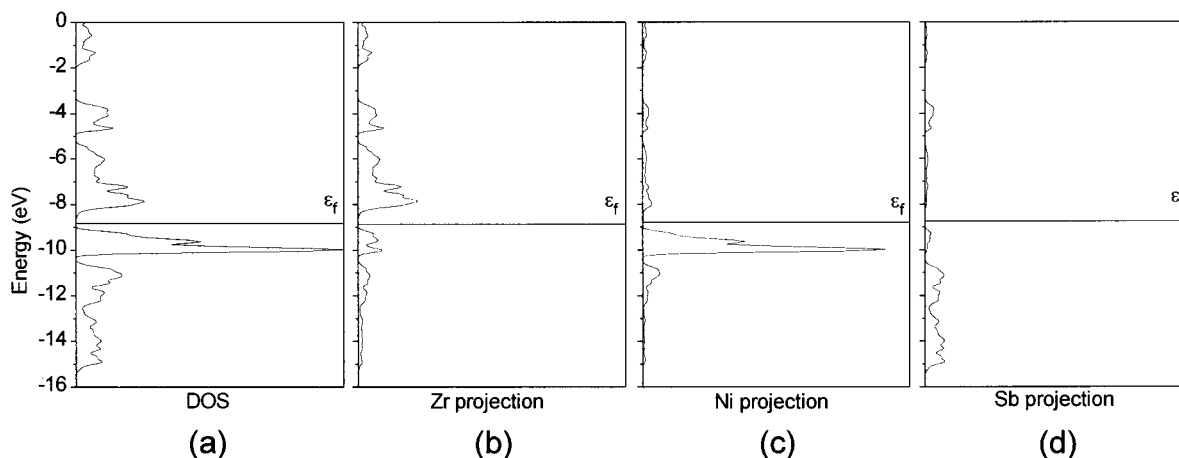 Energy (eV)
0
-2
-4
-6
-8
-10
-12
-14
-16
εf
εf
εf
ε
DOS
Zr projection
Ni projection
Sb projection
(a)
(b)
(c)
(d)